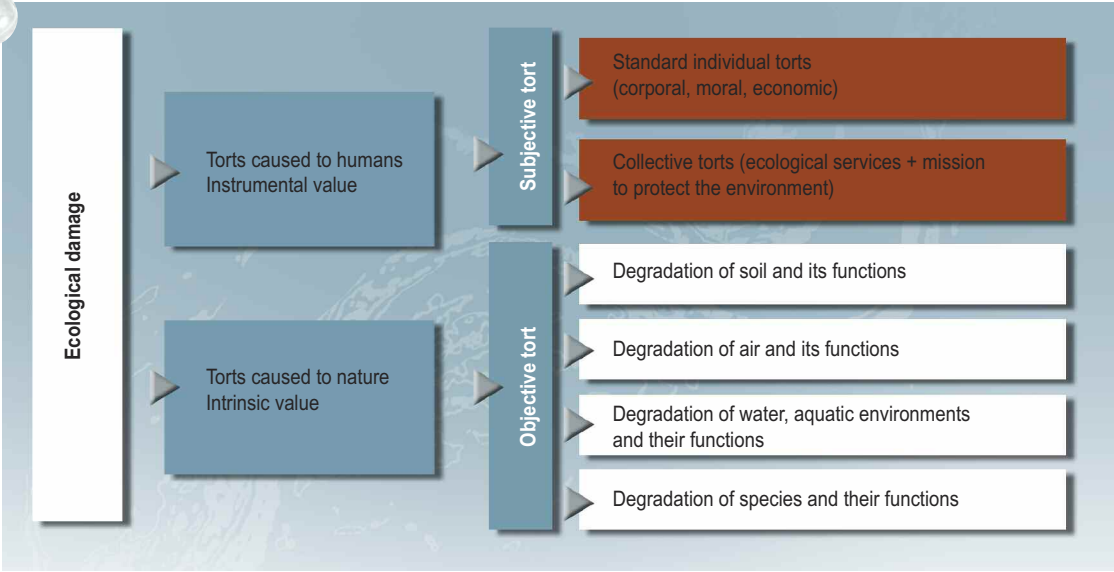 Ecological damage
Torts caused to humans
Instrumental value
Subjective tort
Standard individual torts
(corporal, moral, economic)
Collective torts (ecological services + mission
to protect the environment)
Torts caused to nature
Intrinsic value
Objective tort
Degradation of soil and its functions
Degradation of air and its functions
Degradation of water, aquatic environments
and their functions
Degradation of species and their functions